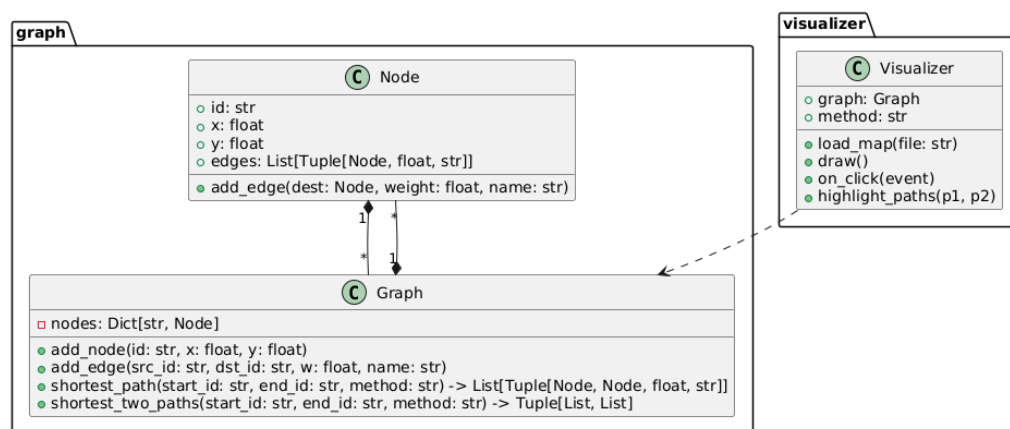 graph
visualizer
C Node
id: str
x: float
y: float
edges: List[Tuple[Node, float, str]]
add_edge(dest: Node, weight: float, name: str)
C Visualizer
graph: Graph
method: str
load_map(file: str)
draw()
on_click(event)
highlight_paths(p1, p2)
1
*
*
1
C Graph
nodes: Dict[str, Node]
add_node(id: str, x: float, y: float)
add_edge(src_id: str, dst_id: str, w: float, name: str)
shortest_path(start_id: str, end_id: str, method: str) -> List[Tuple[Node, Node, float, str]]
shortest_two_paths(start_id: str, end_id: str, method: str) -> Tuple[List, List]